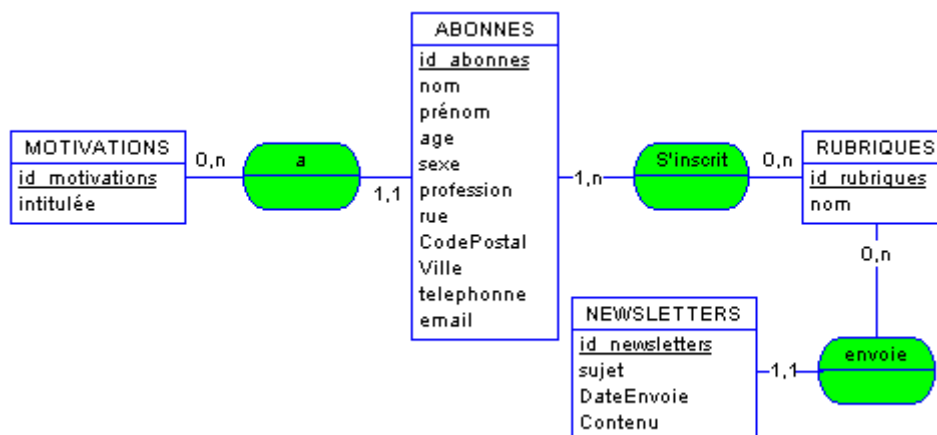 MOTIVATIONS
id_motivations
intitulée
0,n
a
1,1
ABONNES
id_abonnes
nom
prénom
age
sexe
profession
rue
CodePostal
Ville
telephonne
email
1,n
S'inscrit
0,n
RUBRIQUES
id_rubriques
nom
0,n
envoie
1,1
NEWSLETTERS
id_newsletters
sujet
DateEnvoie
Contenu